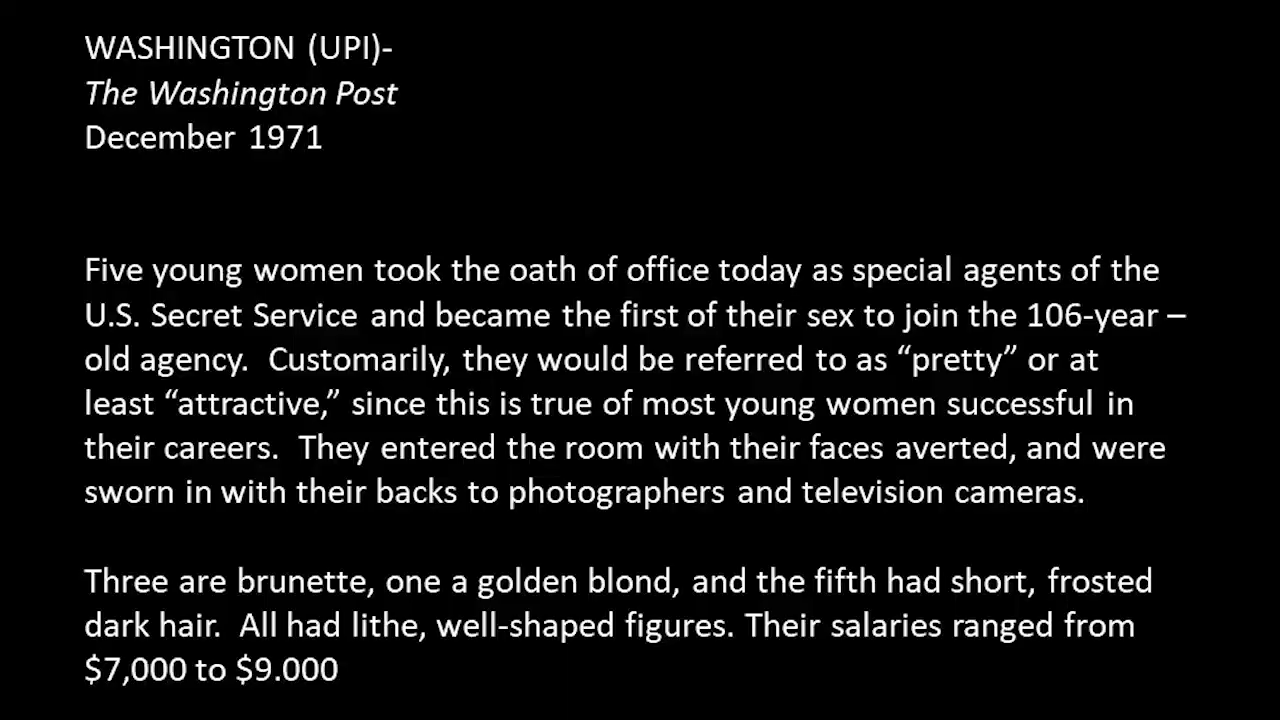 WASHINGTON (UPI)-
The Washington Post
December 1971
Five young women took the oath of office today as special agents of the
U.S. Secret Service and became the first of their sex to join the 106-year –
old agency.  Customarily, they would be referred to as “pretty” or at
least “attractive,” since this is true of most young women successful in
their careers.  They entered the room with their faces averted, and were
sworn in with their backs to photographers and television cameras.
Three are brunette, one a golden blond, and the fifth had short, frosted
dark hair.  All had lithe, well-shaped figures. Their salaries ranged from
$7,000 to $9.000